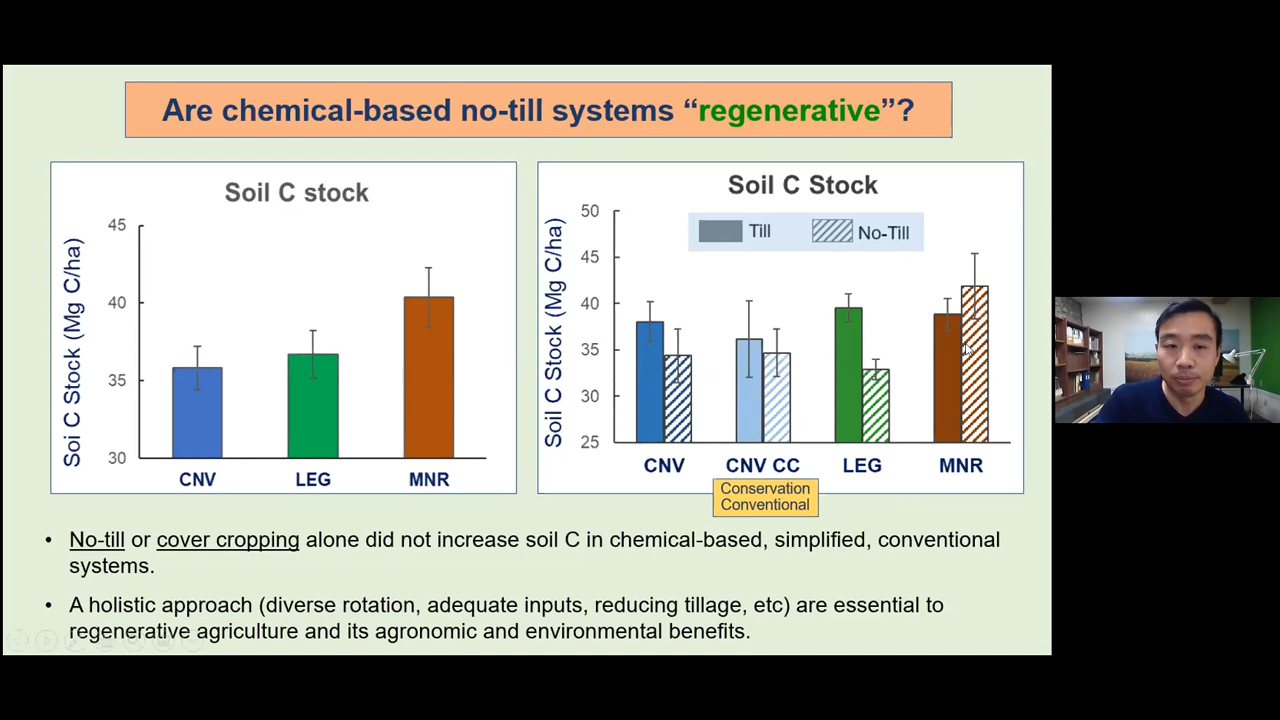 Are chemical-based no-till systems “regenerative”?
Soil C stock
Soi C Stock (Mg C/ha)
45
40
35
30
CNV LEG MNR
Soil C Stock
Till No-Till
Soil C Stock (Mg C/ha)
50
45
40
35
30
25
CNV CNV CC LEG MNR
Conservation
Conventional
• No-till or cover cropping alone did not increase soil C in chemical-based, simplified, conventional
systems.
• A holistic approach (diverse rotation, adequate inputs, reducing tillage, etc) are essential to
regenerative agriculture and its agronomic and environmental benefits.